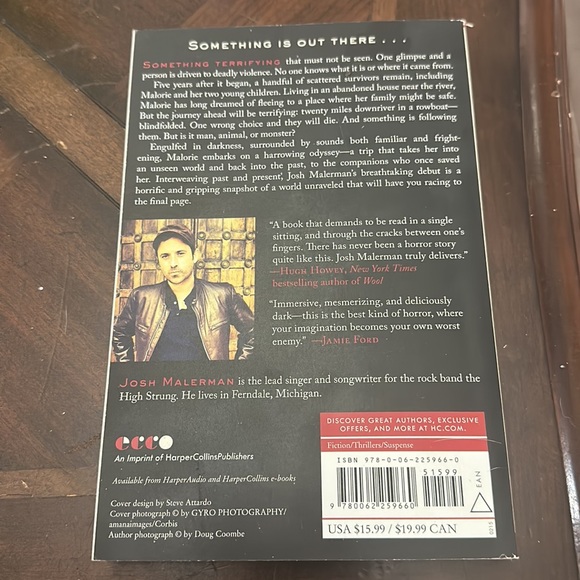 SOMETHING IS OUT THERE . . .
SOMETHING TERRIFYING that must not be seen. One glimpse and a
person is driven to deadly violence. No one knows what it is or where it came from.
Five years after it began, a handful of scattered survivors remain, including
Malorie and her two young children. Living in an abandoned house near the river,
Malorie has long dreamed of fleeing to a place where her family might be safe.
But the journey ahead will be terrifying: twenty miles downriver in a rowboat—
blindfolded. One wrong choice and they will die. And something is following
them. But is it man, animal, or monster?
Engulfed in darkness, surrounded by sounds both familiar and fright-
ening, Malorie embarks on a harrowing odyssey—a trip that takes her into
an unseen world and back into the past, to the companions who once saved
her. Interweaving past and present, Josh Malerman's breathtaking debut is a
horrific and gripping snapshot of a world unraveled that will have you racing to
the final page.
"A book that demands to be read in a single
sitting, and through the cracks between one's
fingers. There has never been a horror story
quite like this. Josh Malerman truly delivers."
—HUGH HOWEY, New York Times
bestselling author of Wool
"Immersive, mesmerizing, and deliciously
dark—this is the best kind of horror, where
your imagination becomes your own worst
enemy." —JAMIE FORD
JOSH MALERMAN is the lead singer and songwriter for the rock band the
High Strung. He lives in Ferndale, Michigan.
ecco
An Imprint of HarperCollinsPublishers
Available from HarperAudio and HarperCollins e-books
Cover design by Steve Attardo
Cover photograph © by GYRO PHOTOGRAPHY/
amanaimages/Corbis
Author photograph © by Doug Coombe
DISCOVER GREAT AUTHORS, EXCLUSIVE
OFFERS, AND MORE AT HC.COM.
Fiction/Thrillers/Suspense
ISBN 978-0-06-225966-0
51599
9 780062 259660
EAN
USA $15.99 / $19.99 CAN